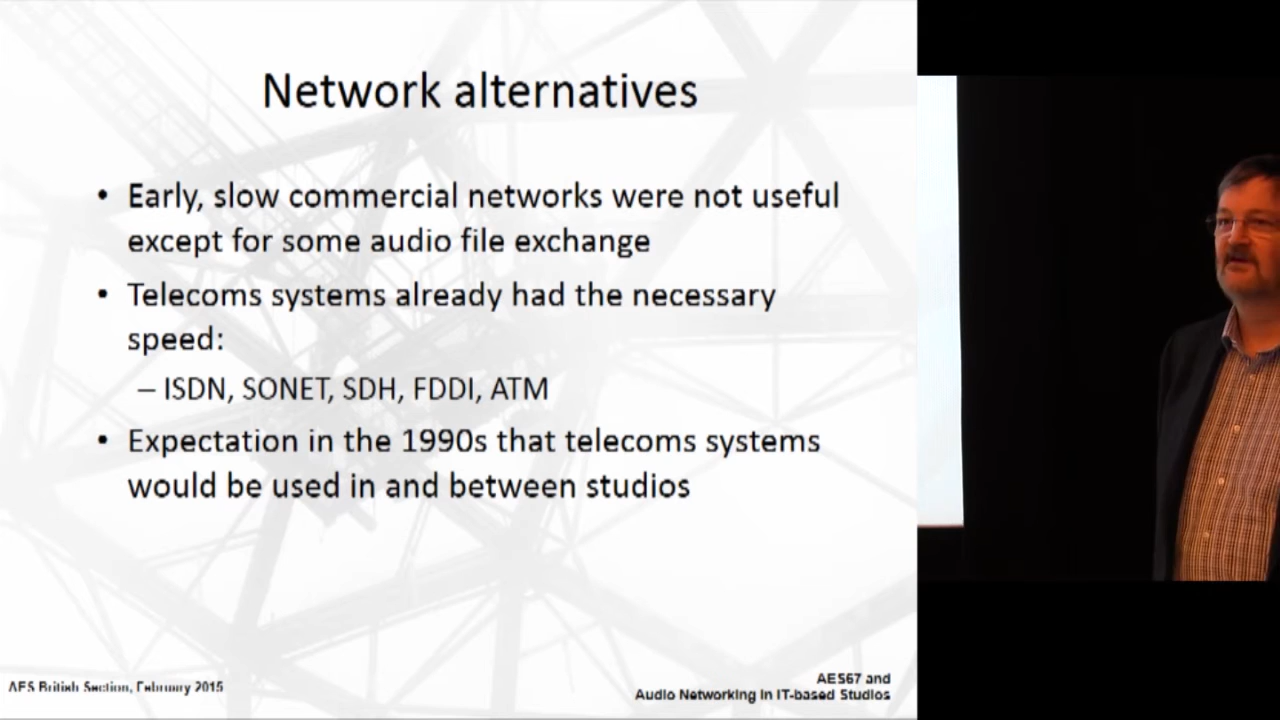 Network alternatives
• Early, slow commercial networks were not useful
except for some audio file exchange
• Telecoms systems already had the necessary
speed:
– ISDN, SONET, SDH, FDDI, ATM
• Expectation in the 1990s that telecoms systems
would be used in and between studios
AES British Section, February 2015
AES67 and
Audio Networking in IT-based Studios